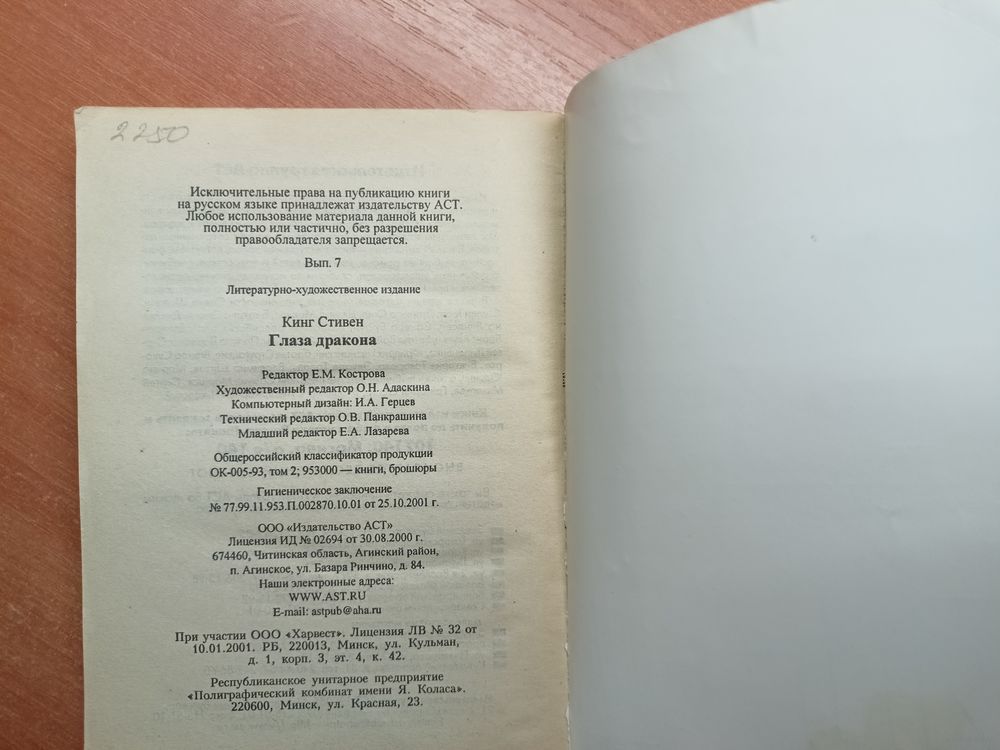 2250
Исключительные права на публикацию книги
на русском языке принадлежат издательству АСТ.
Любое использование материала данной книги,
полностью или частично, без разрешения
правообладателя запрещается.
Вып. 7
Литературно-художественное издание
Кинг Стивен
Глаза дракона
Редактор Е.М. Кострова
Художественный редактор О.Н. Адаскина
Компьютерный дизайн: И.А. Герцев
Технический редактор О.В. Панкрашина
Младший редактор Е.А. Лазарева
Общероссийский классификатор продукции
ОК-005-93, том 2; 953000 — книги, брошюры
Гигиеническое заключение
№ 77.99.11.953.П.002870.10.01 от 25.10.2001 г.
ООО «Издательство АСТ»
Лицензия ИД № 02694 от 30.08.2000 г.
674460, Читинская область, Агинский район,
п. Агинское, ул. Базара Ринчино, д. 84.
Наши электронные адреса:
WWW.AST.RU
E-mail: astpub@aha.ru
При участии ООО «Харвест». Лицензия ЛВ № 32 от
10.01.2001. РБ, 220013, Минск, ул. Кульман,
д. 1, корп. 3, эт. 4, к. 42.
Республиканское унитарное предприятие
«Полиграфический комбинат имени Я. Коласа».
220600, Минск, ул. Красная, 23.